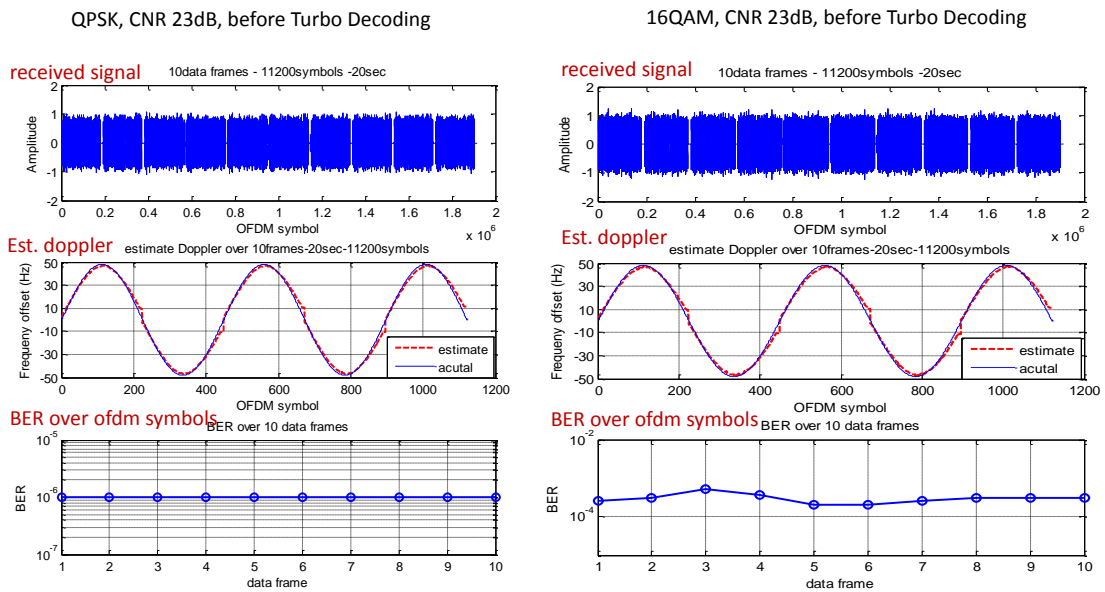 QPSK, CNR 23dB, before Turbo Decoding
received signal
10data frames - 11200symbols -20sec
Amplitude
2
1
0
-1
-2
0 0.2 0.4 0.6 0.8 1 1.2 1.4 1.6 1.8 2
OFDM symbol
x 10^6
Est. doppler
estimate Doppler over 10frames-20sec-11200symbols
Frequeny offset (Hz)
50
30
10
-10
-30
-50
estimate
acutal
0 200 400 600 800 1000 1200
OFDM symbol
BER over ofdm symbols
BER over 10 data frames
BER
10^-5
10^-6
10^-7
1 2 3 4 5 6 7 8 9 10
data frame
16QAM, CNR 23dB, before Turbo Decoding
received signal
10data frames - 11200symbols -20sec
Amplitude
2
1
0
-1
-2
0 0.2 0.4 0.6 0.8 1 1.2 1.4 1.6 1.8 2
OFDM symbol
x 10^6
Est. doppler
estimate Doppler over 10frames-20sec-11200symbols
Frequeny offset (Hz)
50
30
10
-10
-30
-50
estimate
acutal
0 200 400 600 800 1000 1200
OFDM symbol
BER over ofdm symbols
BER over 10 data frames
BER
10^-2
10^-4
1 2 3 4 5 6 7 8 9 10
data frame